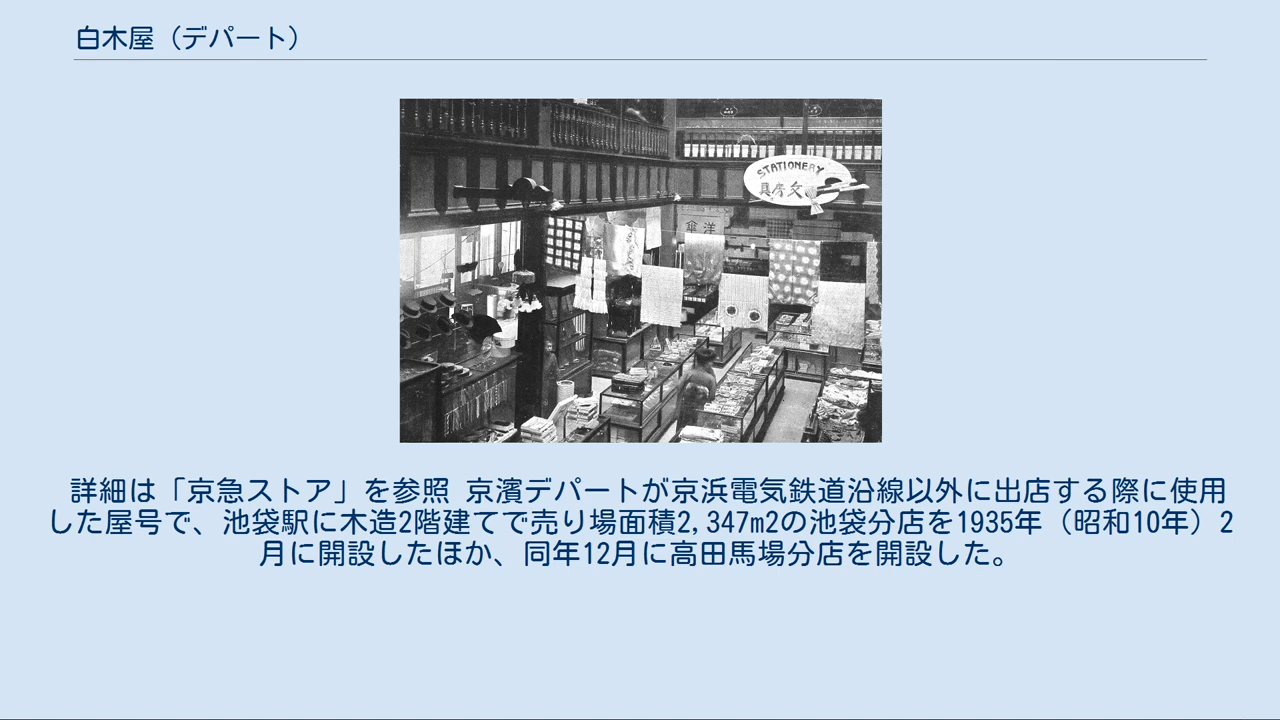 白木屋（デパート）
STATIONERY
具房文
傘洋
詳細は「京急ストア」を参照 京濱デパートが京浜電気鉄道沿線以外に出店する際に使用
した屋号で、池袋駅に木造2階建てで売り場面積2,347m2の池袋分店を1935年（昭和10年）2
月に開設したほか、同年12月に高田馬場分店を開設した。